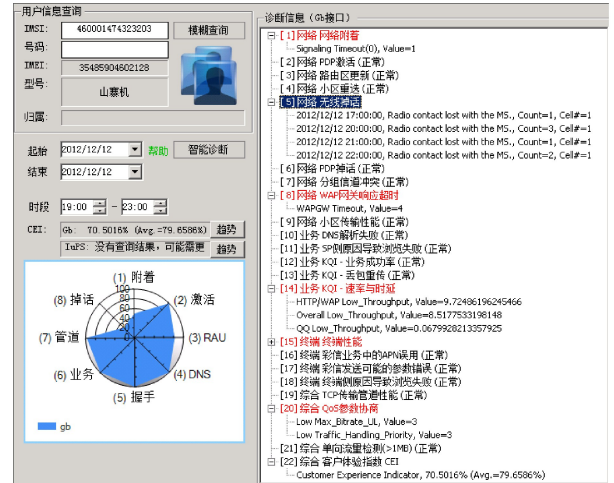 用户信息查询
IMSI: 460001474323203 模糊查询
号码:
IMEI: 35485904602128
型号: 山寨机
归属:
起始 2012/12/12 帮助 智能诊断
结束 2012/12/12
时段 19:00 - 23:00
CEI: Gb: 70.5016% (Avg.=79.6586%) 趋势
IuPS: 没有查询结果，可能需更 趋势
(1) 附着
(8) 掉话
(2) 激活
100
80
60
40
20
0
(7) 管道
(3) RAU
(6) 业务
(4) DNS
(5) 握手
gb
诊断信息 (Gb接口)
[1]网络 网络附着
Signaling Timeout(0), Value=1
[2]网络 PDP激活 (正常)
[3]网络 路由区更新 (正常)
[4]网络 小区重选 (正常)
[5]网络 无线掉话
2012/12/12 17:00:00, Radio contact lost with the MS., Count=1, Cell#=1
2012/12/12 20:00:00, Radio contact lost with the MS., Count=3, Cell#=1
2012/12/12 21:00:00, Radio contact lost with the MS., Count=1, Cell#=1
2012/12/12 22:00:00, Radio contact lost with the MS., Count=2, Cell#=1
[6]网络 PDP掉话 (正常)
[7]网络 分组信道冲突 (正常)
[8]网络 WAP网关响应超时
WAPGW Timeout, Value=4
[9]网络 小区传输性能 (正常)
[10]业务 DNS解析失败 (正常)
[11]业务 SP侧原因导致浏览失败 (正常)
[12]业务 KQI - 业务成功率 (正常)
[13]业务 KQI - 丢包重传 (正常)
[14]业务 KQI - 速率与时延
HTTP/WAP Low_Throughput, Value=9.72486196245466
Overall Low_Throughput, Value=8.5177533198148
QQ Low_Throughput, Value=0.0679928213357925
[15]终端 终端性能
[16]终端 彩信业务中的APN误用 (正常)
[17]终端 彩信发送可能的参数错误 (正常)
[18]终端 终端侧原因导致浏览失败 (正常)
[19]综合 TCP传输管道性能 (正常)
[20]综合 QoS参数协商
Low Max_Bitrate_UL, Value=3
Low Traffic_Handling_Priority, Value=3
[21]综合 单向流量检测(>1MB) (正常)
[22]综合 客户体验指数 CEI
Customer Experience Indicator, 70.5016% (Avg.=79.6586%)